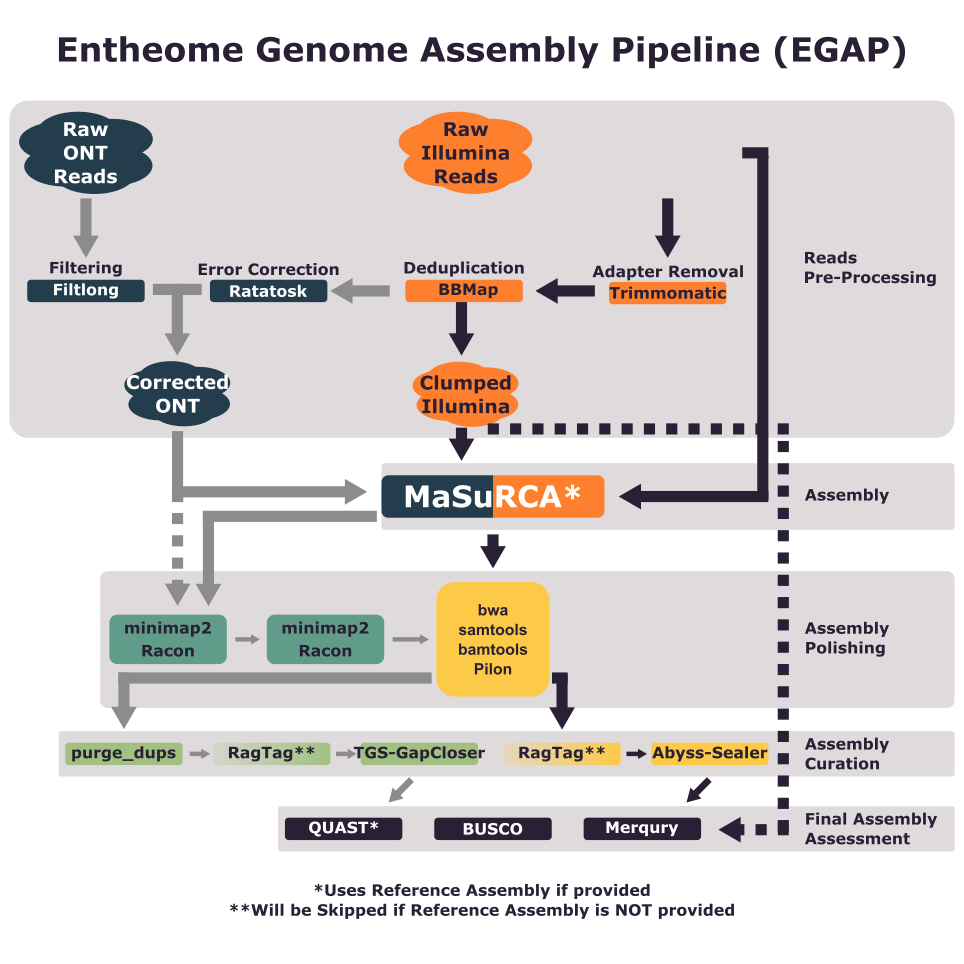 Entheome Genome Assembly Pipeline (EGAP)
Raw
ONT
Reads
Raw
Illumina
Reads
Filtering
Filtlong
Error Correction
Ratatosk
Deduplication
BBMap
Adapter Removal
Trimmomatic
Reads
Pre-Processing
Corrected
ONT
Clumped
Illumina
MaSuRCA*
Assembly
minimap2
Racon
minimap2
Racon
bwa
samtools
bamtools
Pilon
Assembly
Polishing
purge_dups
RagTag**
TGS-GapCloser
RagTag**
Abyss-Sealer
Assembly
Curation
QUAST*
BUSCO
Merqury
Final Assembly
Assessment
*Uses Reference Assembly if provided
**Will be Skipped if Reference Assembly is NOT provided